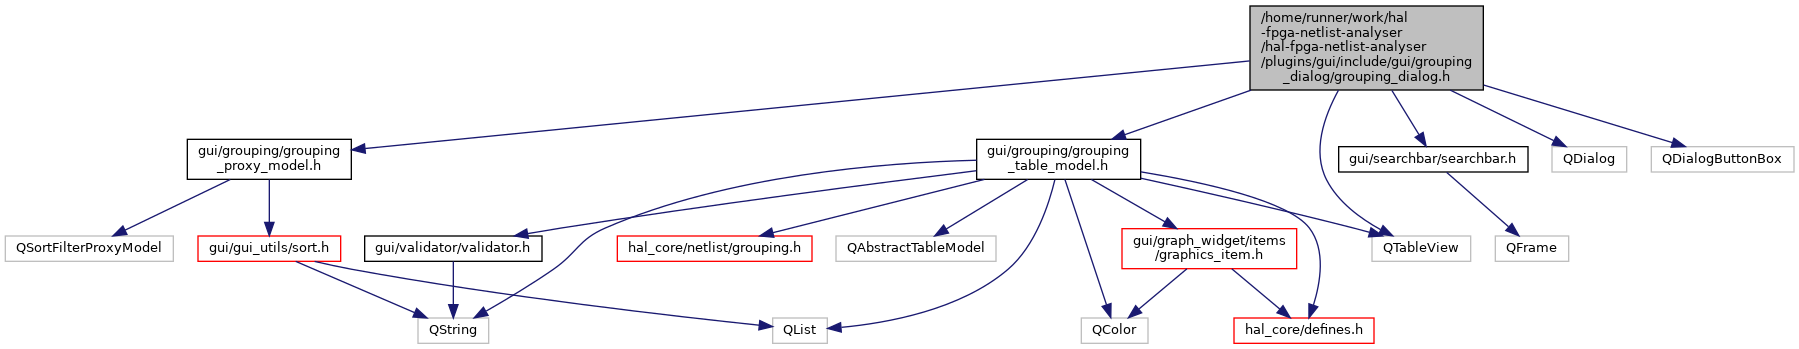 /home/runner/work/hal
-fpga-netlist-analyser
/hal-fpga-netlist-analyser
/plugins/gui/include/gui/grouping
_dialog/grouping_dialog.h
gui/grouping/grouping
_proxy_model.h
gui/grouping/grouping
_table_model.h
gui/searchbar/searchbar.h
QDialog
QDialogButtonBox
QSortFilterProxyModel
gui/gui_utils/sort.h
gui/validator/validator.h
hal_core/netlist/grouping.h
QAbstractTableModel
gui/graph_widget/items
/graphics_item.h
QTableView
QFrame
QString
QList
QColor
hal_core/defines.h